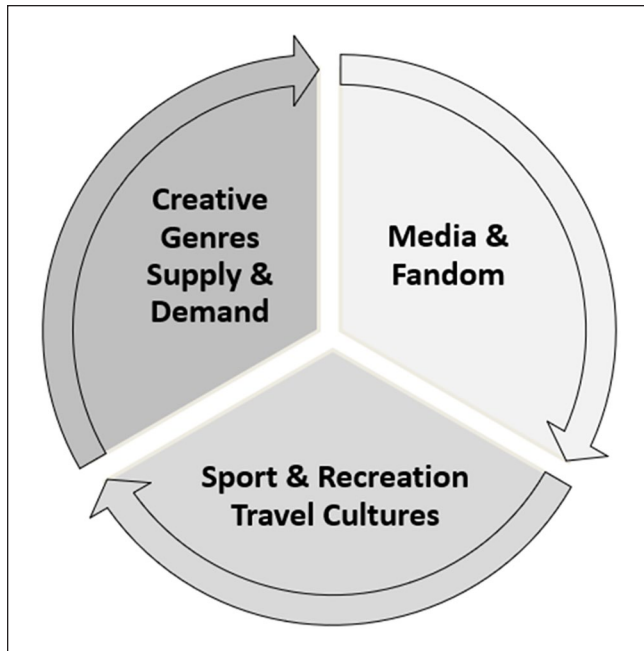 Creative
Genres
Supply &
Demand
Media &
Fandom
Sport & Recreation
Travel Cultures